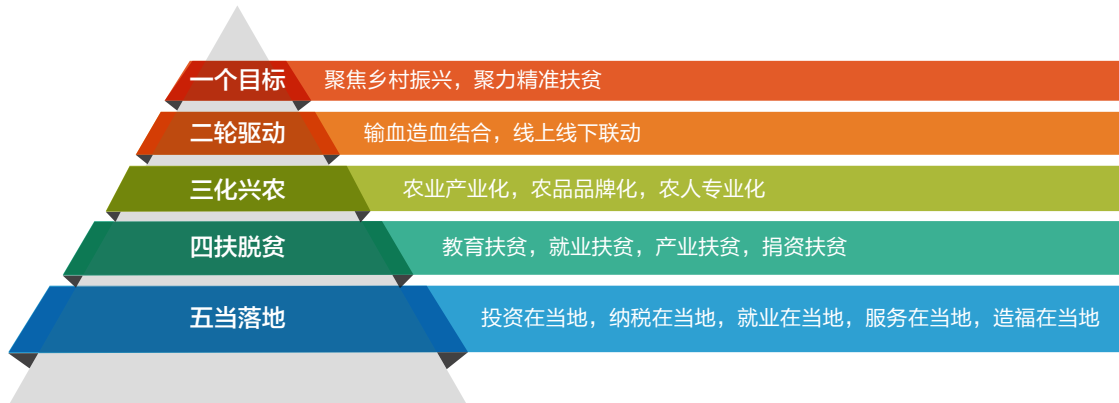 一个目标 聚焦乡村振兴，聚力精准扶贫
二轮驱动 输血造血结合，线上线下联动
三化兴农 农业产业化，农品品牌化，农人专业化
四扶脱贫 教育扶贫，就业扶贫，产业扶贫，捐资扶贫
五当落地 投资在当地，纳税在当地，就业在当地，服务在当地，造福在当地